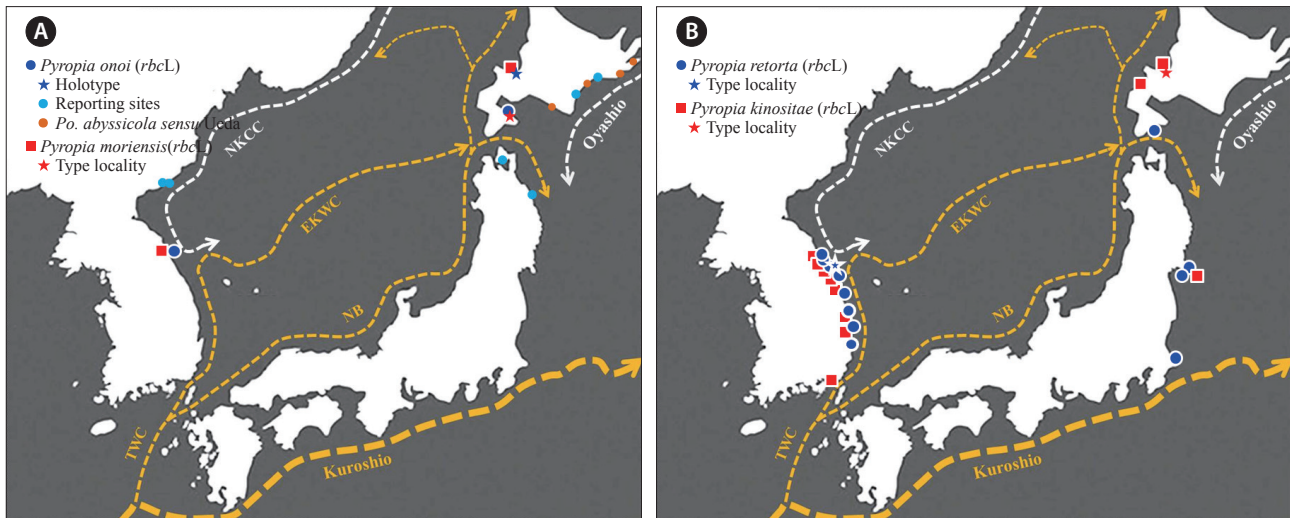 A
Pyropia onoi (rbcL)
Holotype
Reporting sites
Po. abyssicola sensu Ueda
Pyropia moriensis(rbcL)
Type locality
NKCC
Oyashio
EKWC
NB
TWC
Kuroshio
B
Pyropia retorta (rbcL)
Type locality
Pyropia kinositae (rbcL)
Type locality
NKCC
Oyashio
EKWC
NB
TWC
Kuroshio